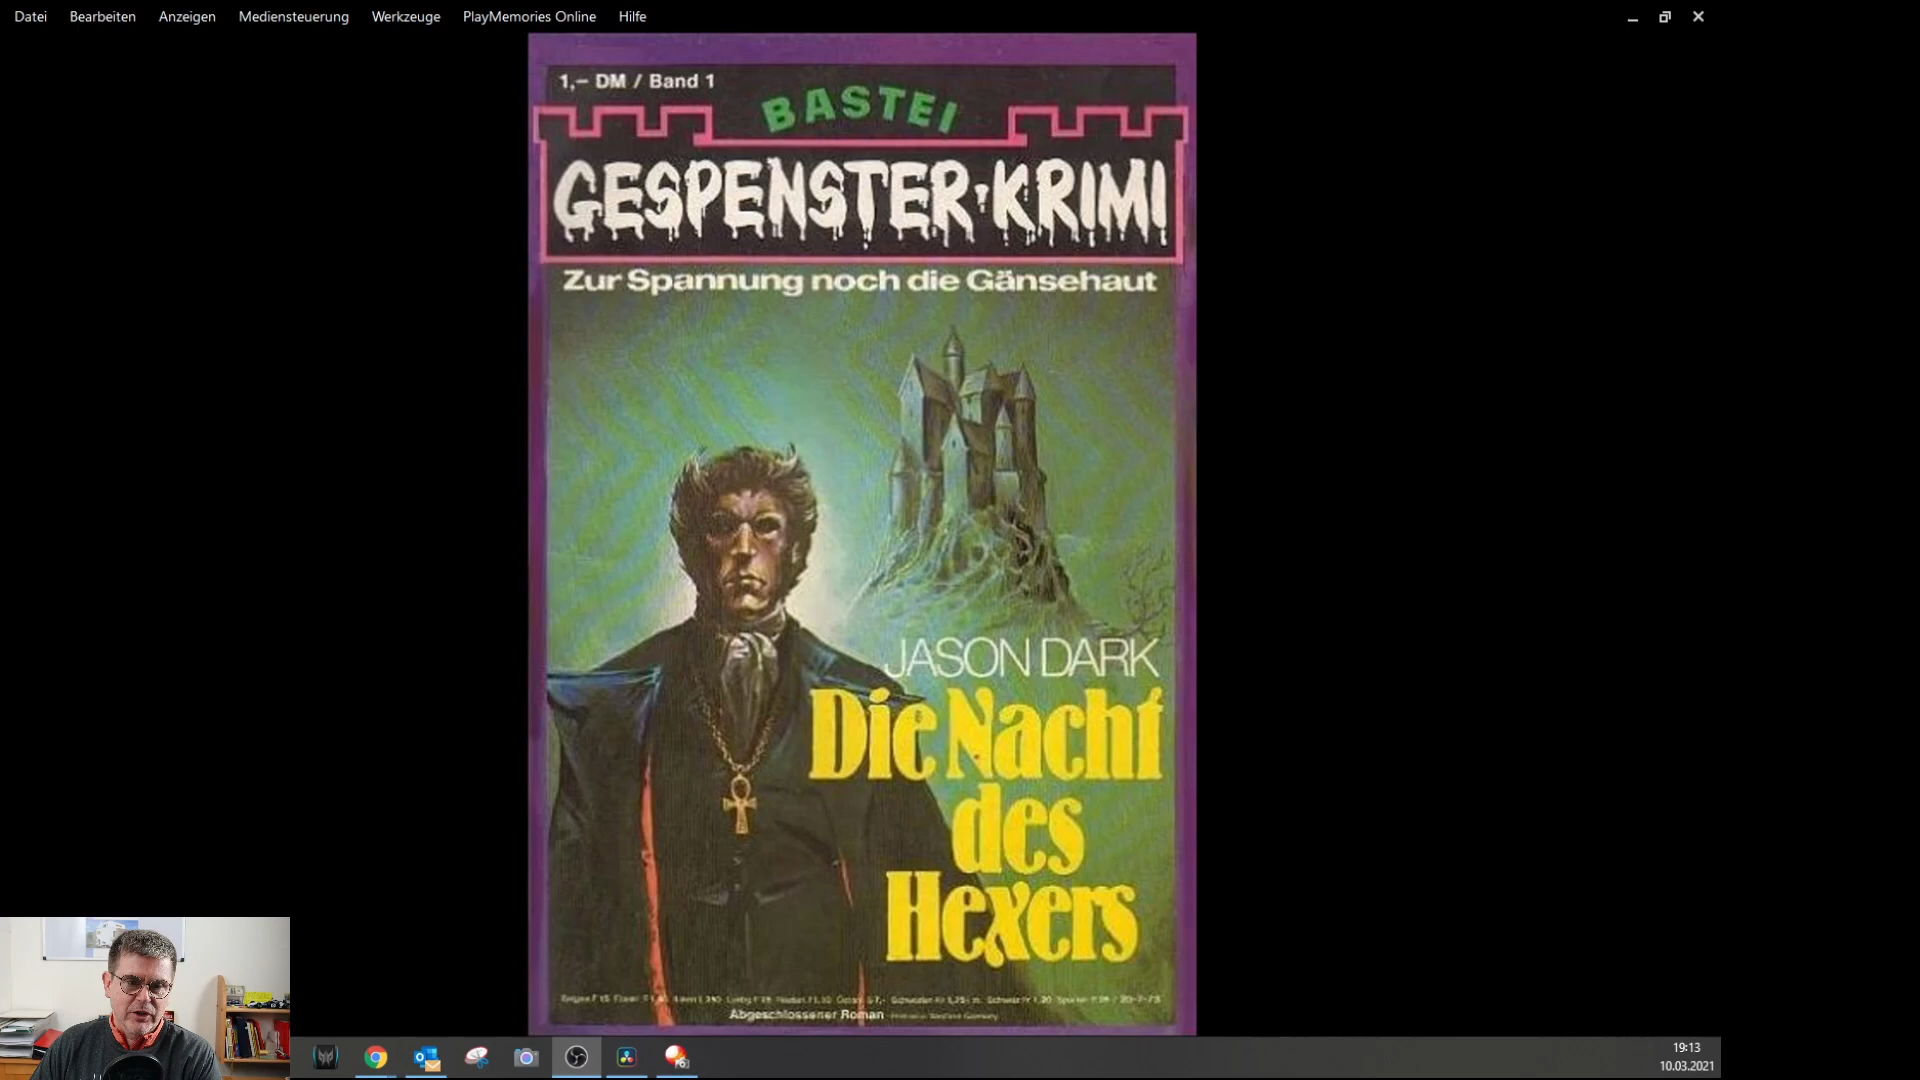 Datei Bearbeiten Anzeigen Mediensteuerung Werkzeuge PlayMemories Online Hilfe
1,– DM / Band 1
BASTEI
GESPENSTER-KRIMI
Zur Spannung noch die Gänsehaut
JASON DARK
Die Nacht
des
Hexers
Abgeschlossener Roman
19:13
10.03.2021